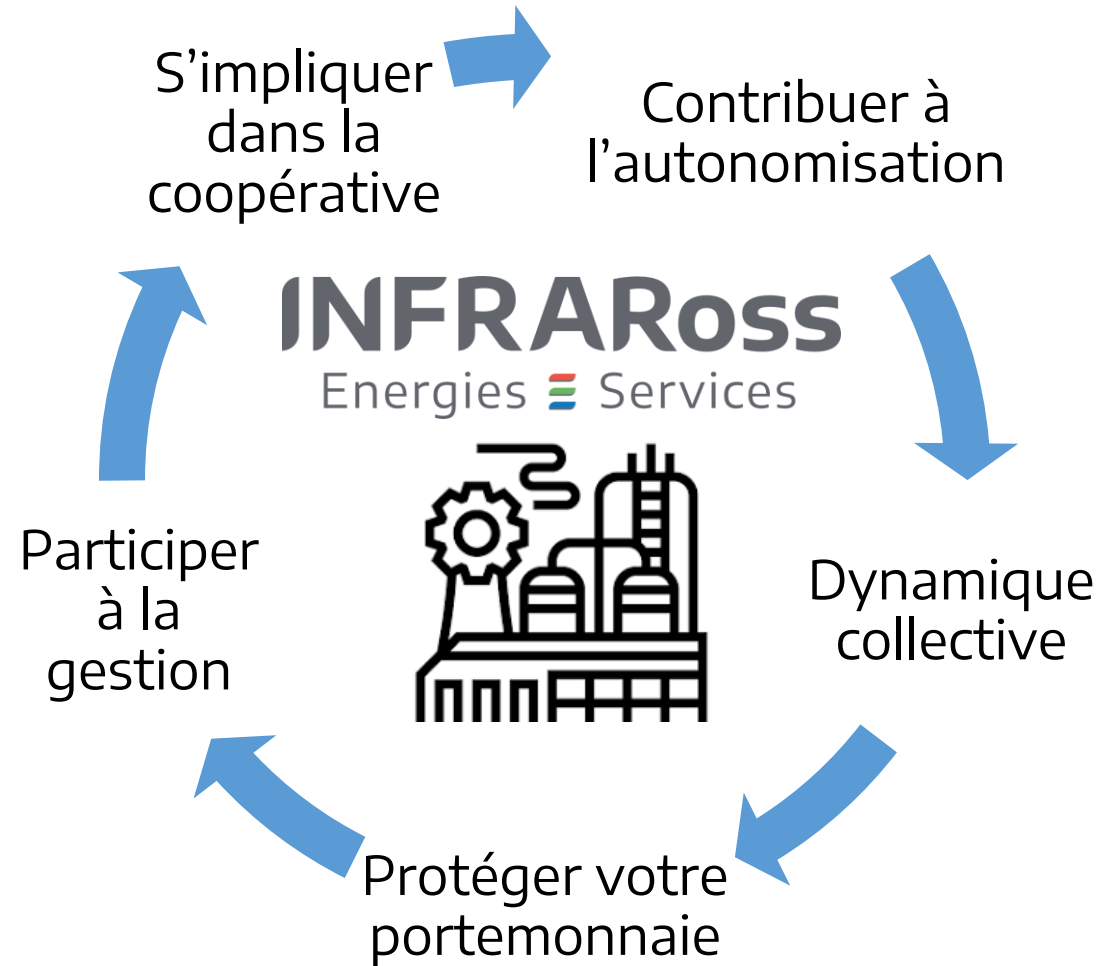 S’impliquer
dans la
coopérative
Contribuer à
l’autonomisation
INFRARoss
Energies Services
Participer
à la
gestion
Dynamique
collective
Protéger votre
portemonnaie